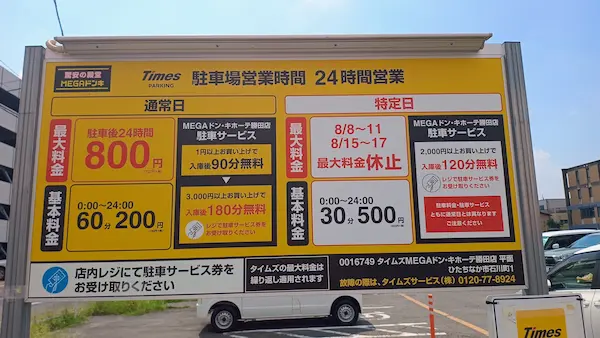 驚安の殿堂
MEGAドンキ
Times
PARKING
駐車場営業時間 24時間営業
通常日
最大料金
駐車後24時間
800円
基本料金
0:00~24:00
60分 200円
MEGAドン・キホーテ勝田店
駐車サービス
1円以上お買い上げで
入庫後90分無料
3,000円以上お買い上げで
入庫後180分無料
レジで駐車サービス券を
お受け取りください
特定日
最大料金
8/8~11
8/15~17
最大料金休止
基本料金
0:00~24:00
30分 500円
MEGAドン・キホーテ勝田店
駐車サービス
2,000円以上お買い上げで
入庫後120分無料
レジで駐車サービス券を
お受け取りください
駐車料金・駐車サービス
ともに通常日とは異なります
ご注意ください
店内レジにて駐車サービス券を
お受け取りください
タイムズの最大料金は
繰り返し適用されます
0016749 タイムズMEGAドン・キホーテ勝田店 平面
ひたちなか市石川町1
故障の際は、タイムズサービス(株) 0120-77-8924
Times